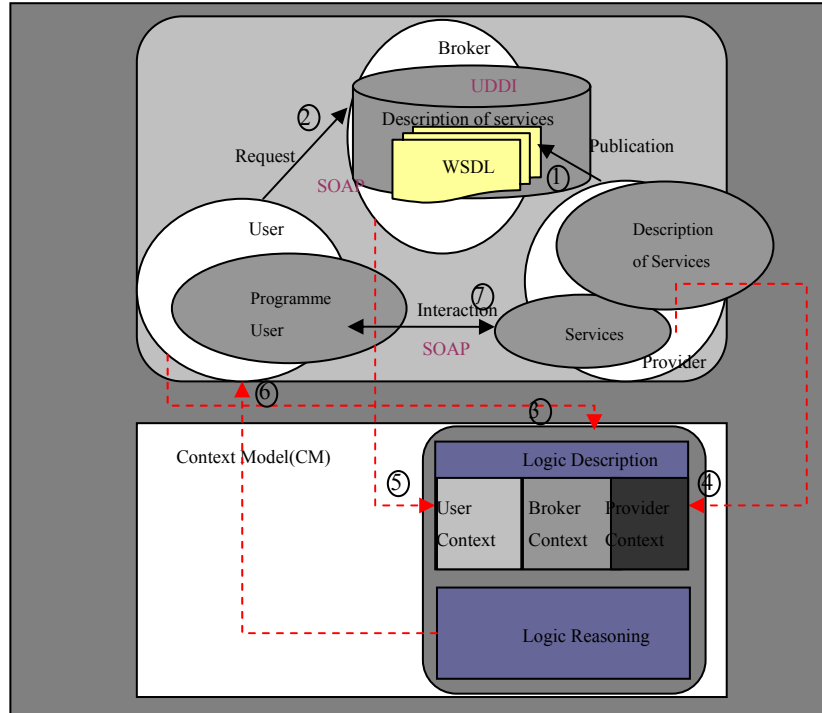 Broker
UDDI
2
Description of services
Publication
Request
WSDL
1
SOAP
User
Description
of Services
7
Programme
User
Interaction
Services
SOAP
Provider
6
3
Context Model(CM)
Logic Description
5
4
User
Context
Broker
Context
Provider
Context
Logic Reasoning